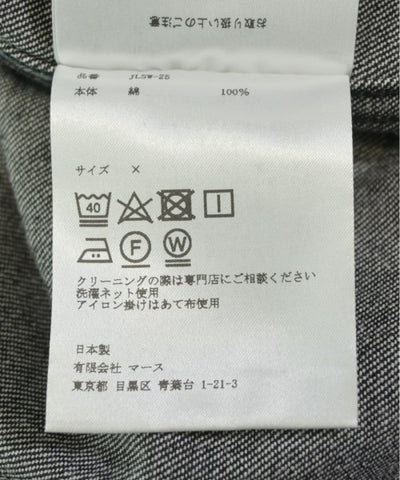 お取り扱い上のご注意
品番 JLSW-25
本体 綿 100%
サイズ ×
40
F W
クリーニングの際は専門店にご相談ください
洗濯ネット使用
アイロン掛けはあて布使用
日本製
有限会社 マース
東京都 目黒区 青葉台 1-21-3